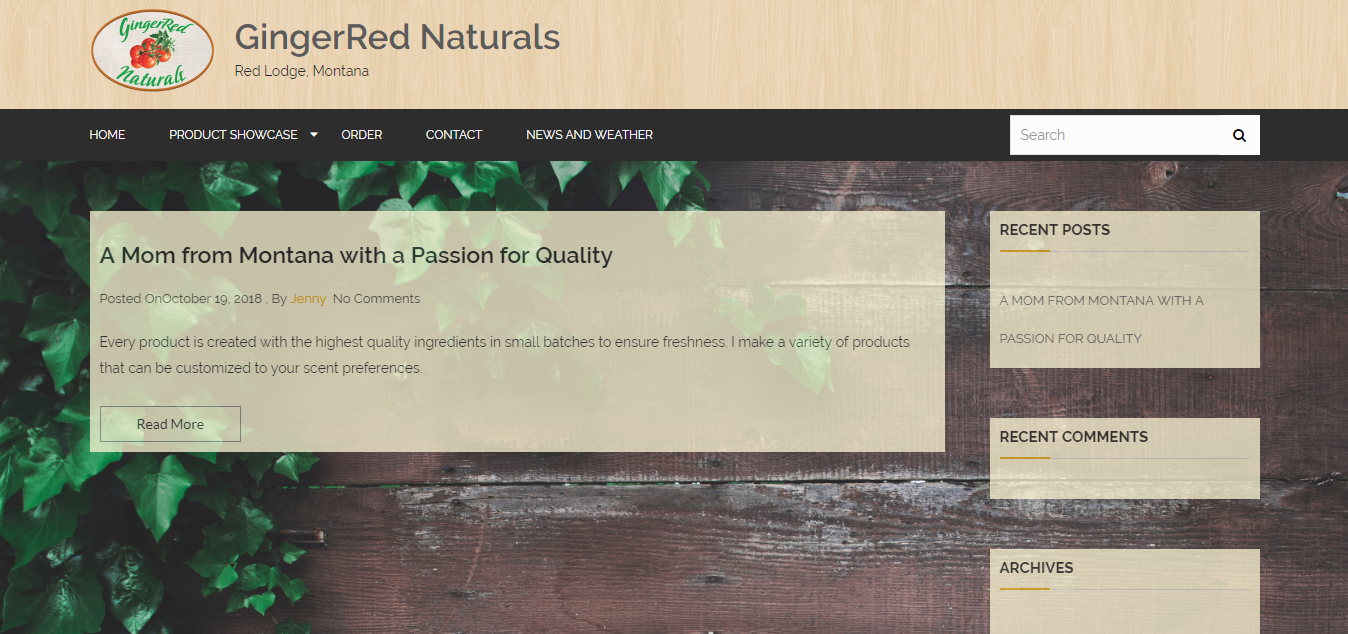 GingerRed
Naturals
GingerRed Naturals
Red Lodge, Montana
HOME
PRODUCT SHOWCASE
ORDER
CONTACT
NEWS AND WEATHER
Search
A Mom from Montana with a Passion for Quality
Posted OnOctober 19, 2018 , By Jenny No Comments
Every product is created with the highest quality ingredients in small batches to ensure freshness. I make a variety of products
that can be customized to your scent preferences.
Read More
RECENT POSTS
A MOM FROM MONTANA WITH A
PASSION FOR QUALITY
RECENT COMMENTS
ARCHIVES